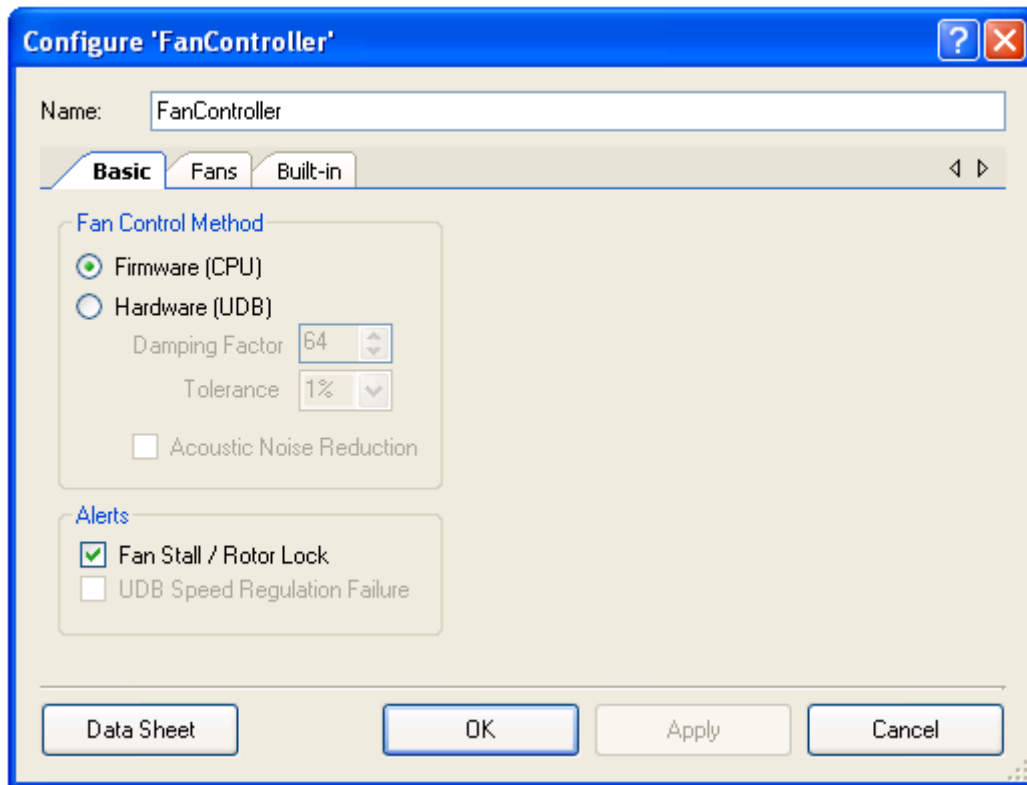 Configure 'FanController'
Name: FanController
Basic Fans Built-in
Fan Control Method
Firmware (CPU)
Hardware (UDB)
Damping Factor 64
Tolerance 1%
Acoustic Noise Reduction
Alerts
Fan Stall / Rotor Lock
UDB Speed Regulation Failure
Data Sheet OK Apply Cancel